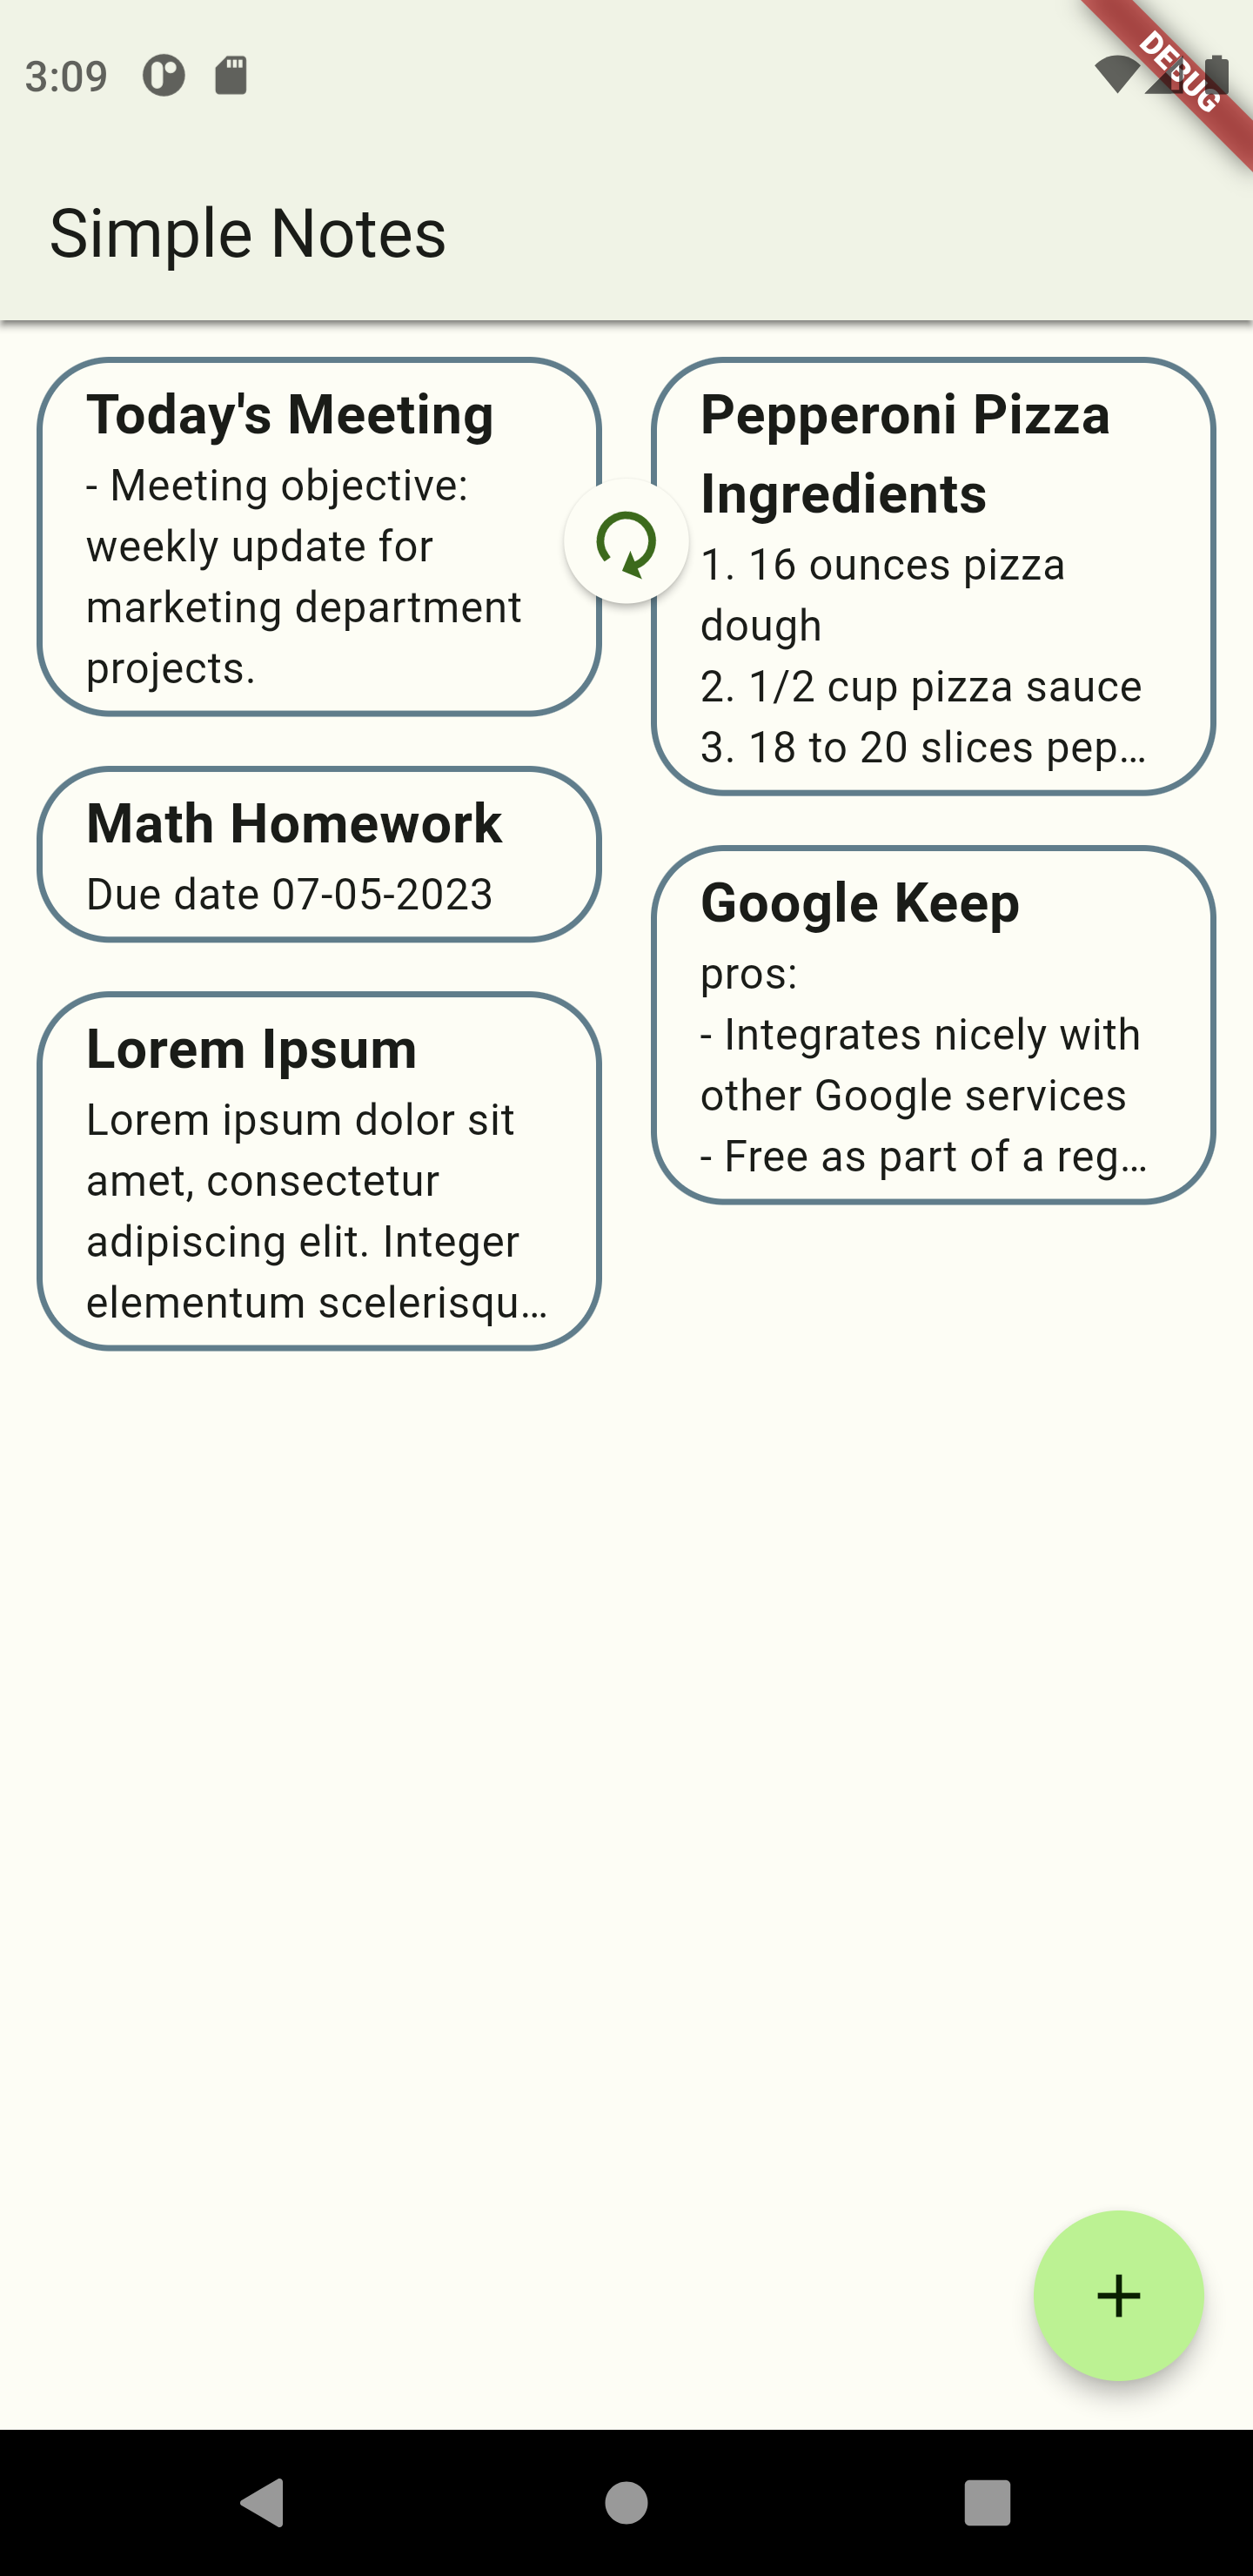 3:09
DEBUG
Simple Notes
Today's Meeting
- Meeting objective:
weekly update for
marketing department
projects.
Pepperoni Pizza
Ingredients
1. 16 ounces pizza
dough
2. 1/2 cup pizza sauce
3. 18 to 20 slices pep…
Math Homework
Due date 07-05-2023
Google Keep
pros:
- Integrates nicely with
other Google services
- Free as part of a reg…
Lorem Ipsum
Lorem ipsum dolor sit
amet, consectetur
adipiscing elit. Integer
elementum scelerisqu…